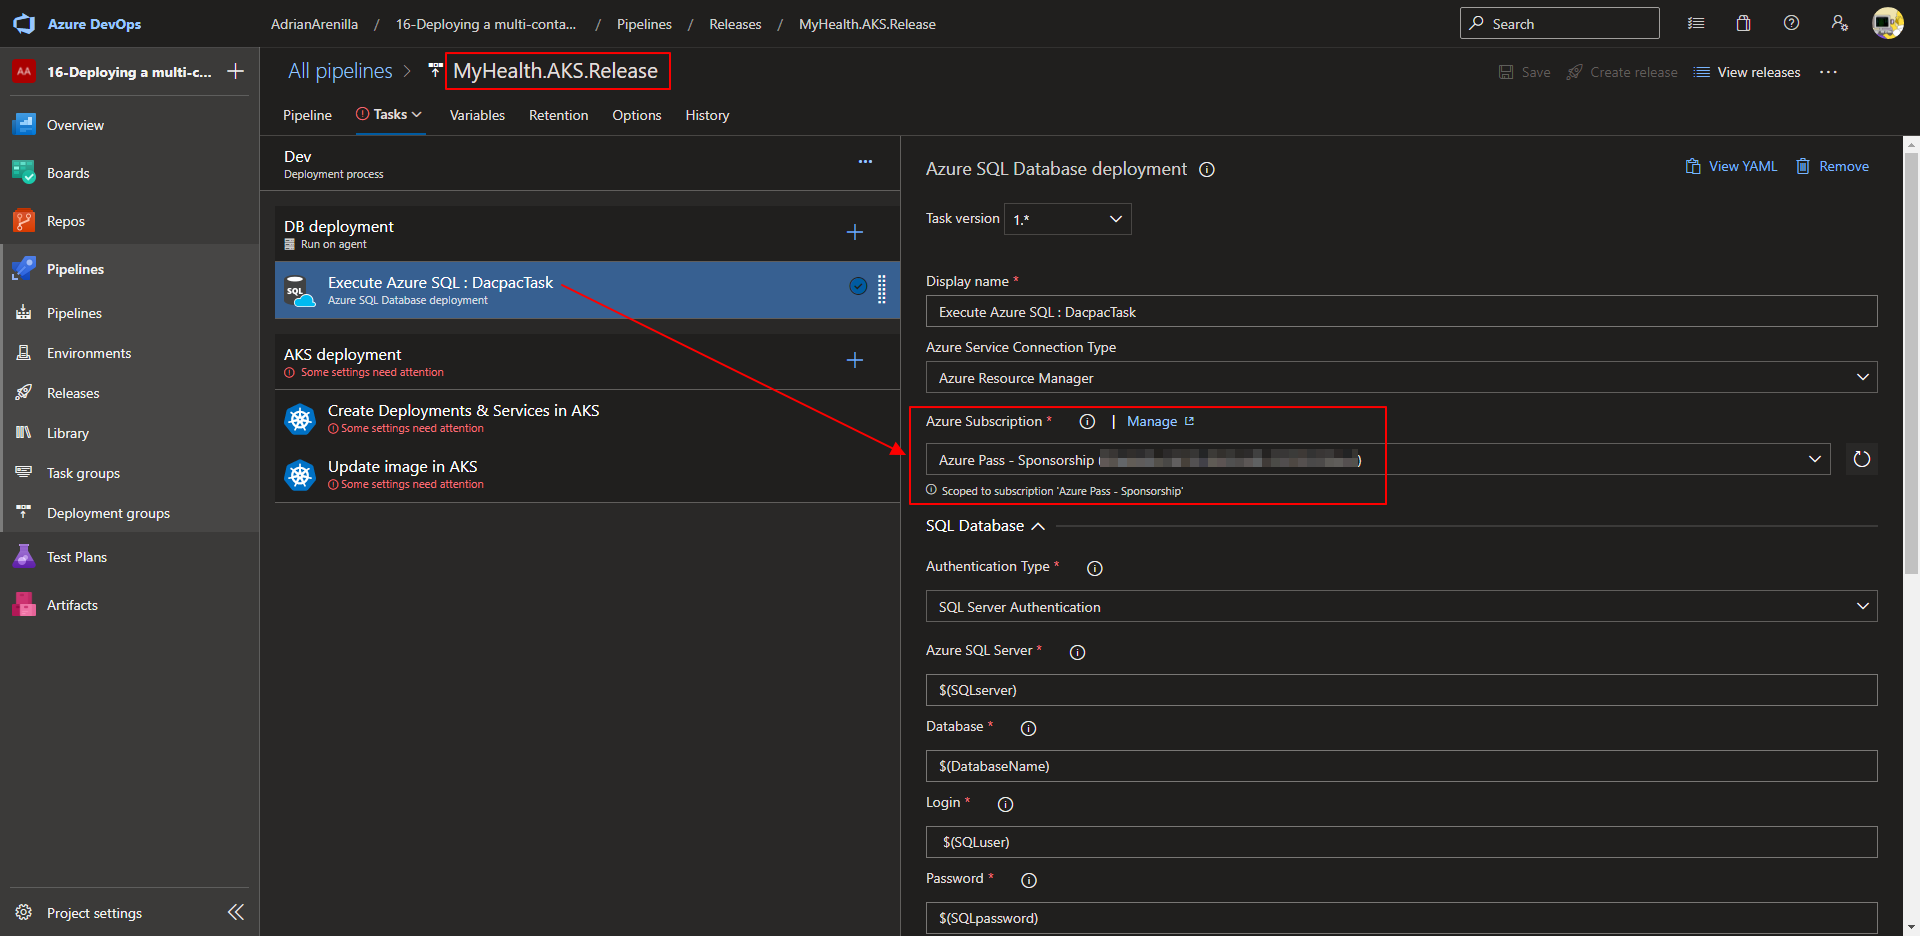 Azure DevOps
AdrianArenilla / 16-Deploying a multi-conta... / Pipelines / Releases / MyHealth.AKS.Release
Search
AA
16-Deploying a multi-c...
Overview
Boards
Repos
Pipelines
Pipelines
Environments
Releases
Library
Task groups
Deployment groups
Test Plans
Artifacts
Project settings
All pipelines > MyHealth.AKS.Release
Save
Create release
View releases
Pipeline
Tasks
Variables
Retention
Options
History
Dev
Deployment process
DB deployment
Run on agent
SQL
Execute Azure SQL : DacpacTask
Azure SQL Database deployment
AKS deployment
Some settings need attention
Create Deployments & Services in AKS
Some settings need attention
Update image in AKS
Some settings need attention
Azure SQL Database deployment
View YAML
Remove
Task version
1.*
Display name *
Execute Azure SQL : DacpacTask
Azure Service Connection Type
Azure Resource Manager
Azure Subscription * | Manage
Azure Pass - Sponsorship ( )
Scoped to subscription 'Azure Pass - Sponsorship'
SQL Database
Authentication Type *
SQL Server Authentication
Azure SQL Server *
$(SQLserver)
Database *
$(DatabaseName)
Login *
$(SQLuser)
Password *
$(SQLpassword)